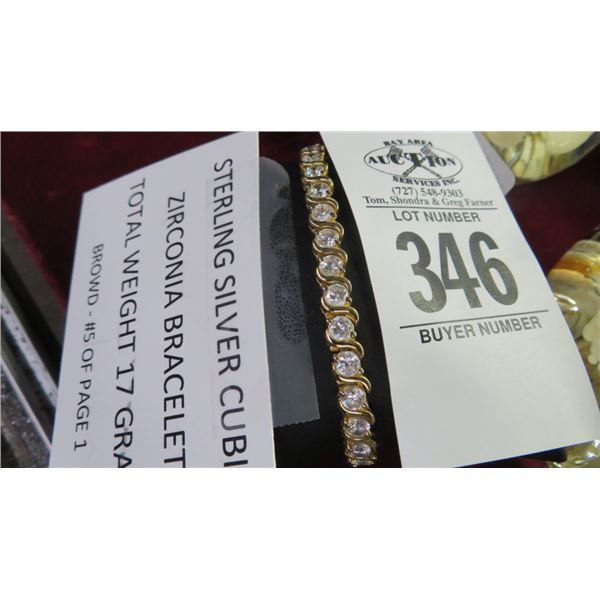 STERLING SILVER CUBI
ZIRCONIA BRACELET
TOTAL WEIGHT 17 GRA
BROWD - #5 OF PAGE 1
BAY AREA
AUCTION
SERVICES INC.
(727) 548-9303
Tom, Shondra & Greg Farner
LOT NUMBER
346
BUYER NUMBER